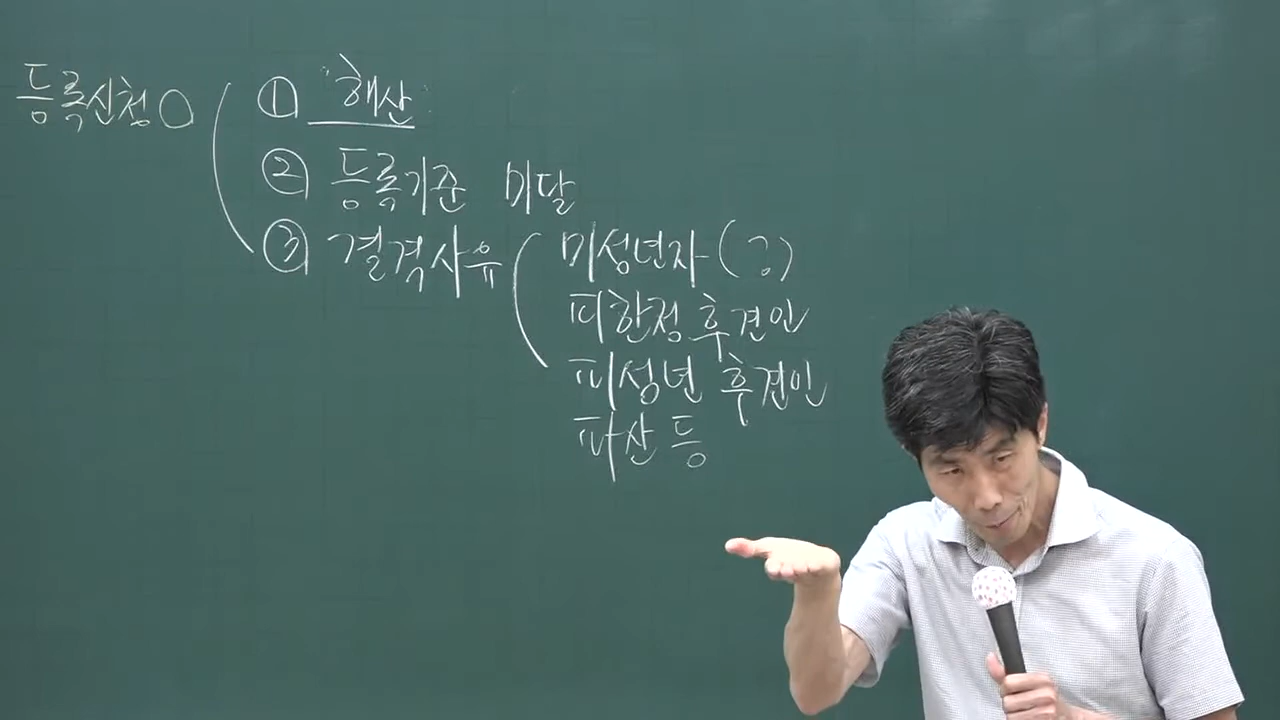 등록신청 ○ ① "해산"
② 등록기준 미달
③ 결격사유 미성년자 (공)
피한정후견인
피성년 후견인
파산 등